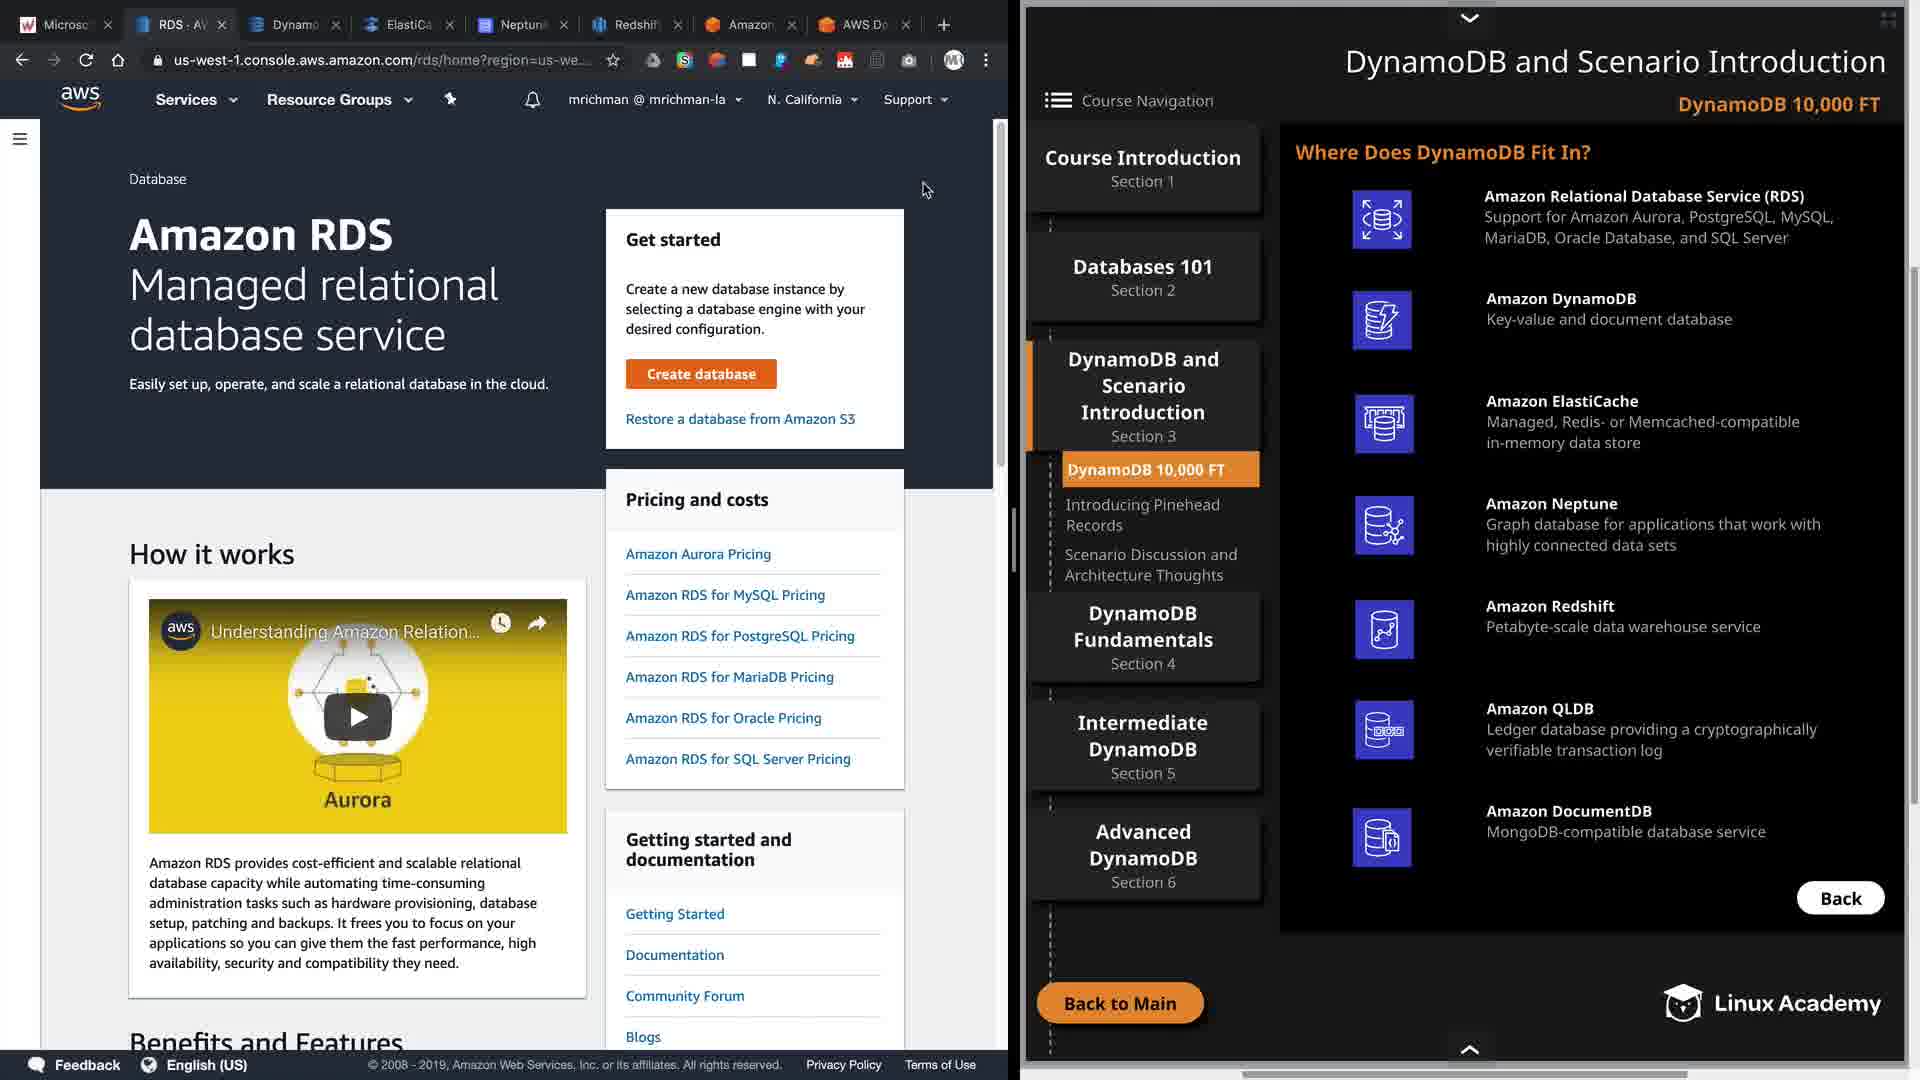 Microsc
RDS · AV
Dynamo
ElastiCa
Neptun
Redshif
Amazon
AWS Do
us-west-1.console.aws.amazon.com/rds/home?region=us-we...
aws
Services
Resource Groups
mrichman @ mrichman-la
N. California
Support
Database
Amazon RDS
Managed relational
database service
Easily set up, operate, and scale a relational database in the cloud.
Get started
Create a new database instance by
selecting a database engine with your
desired configuration.
Create database
Restore a database from Amazon S3
Pricing and costs
Amazon Aurora Pricing
Amazon RDS for MySQL Pricing
Amazon RDS for PostgreSQL Pricing
Amazon RDS for MariaDB Pricing
Amazon RDS for Oracle Pricing
Amazon RDS for SQL Server Pricing
How it works
aws
Understanding Amazon Relation...
Aurora
Amazon RDS provides cost-efficient and scalable relational
database capacity while automating time-consuming
administration tasks such as hardware provisioning, database
setup, patching and backups. It frees you to focus on your
applications so you can give them the fast performance, high
availability, security and compatibility they need.
Getting started and
documentation
Getting Started
Documentation
Community Forum
Blogs
Benefits and Features
Feedback
English (US)
© 2008 - 2019, Amazon Web Services, Inc. or its affiliates. All rights reserved.
Privacy Policy
Terms of Use
DynamoDB and Scenario Introduction
Course Navigation
DynamoDB 10,000 FT
Course Introduction
Section 1
Databases 101
Section 2
DynamoDB and
Scenario
Introduction
Section 3
DynamoDB 10,000 FT
Introducing Pinehead
Records
Scenario Discussion and
Architecture Thoughts
DynamoDB
Fundamentals
Section 4
Intermediate
DynamoDB
Section 5
Advanced
DynamoDB
Section 6
Back to Main
Where Does DynamoDB Fit In?
Amazon Relational Database Service (RDS)
Support for Amazon Aurora, PostgreSQL, MySQL,
MariaDB, Oracle Database, and SQL Server
Amazon DynamoDB
Key-value and document database
Amazon ElastiCache
Managed, Redis- or Memcached-compatible
in-memory data store
Amazon Neptune
Graph database for applications that work with
highly connected data sets
Amazon Redshift
Petabyte-scale data warehouse service
Amazon QLDB
Ledger database providing a cryptographically
verifiable transaction log
Amazon DocumentDB
MongoDB-compatible database service
Back
Linux Academy